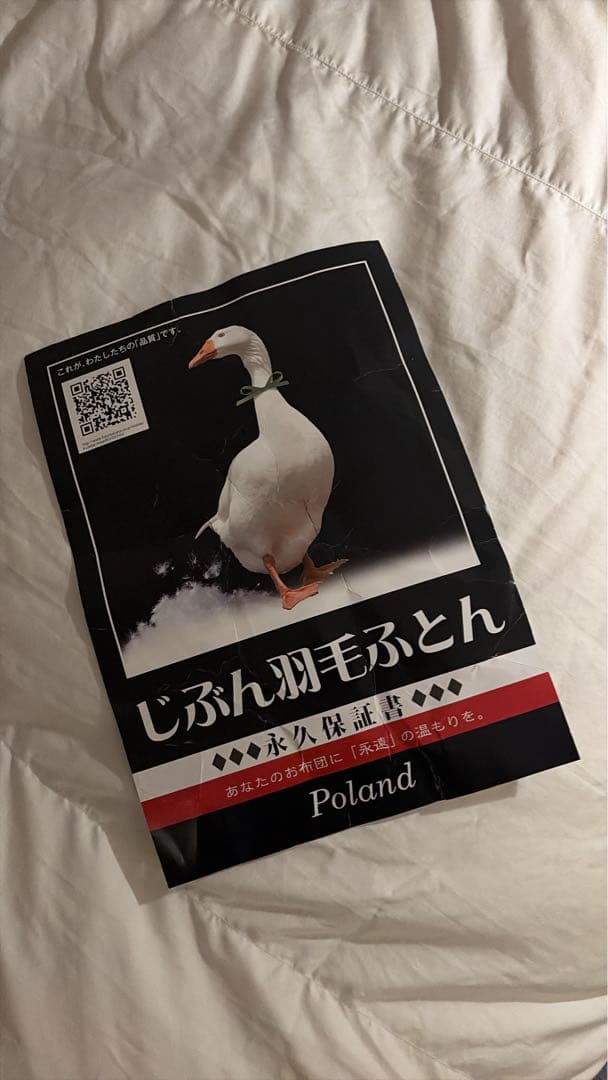 これが、わたしたちの「品質」です。
じぶん羽毛ふとん
◆◆◆永久保証書◆◆◆
あなたのお布団に「永遠」の温もりを。
Poland